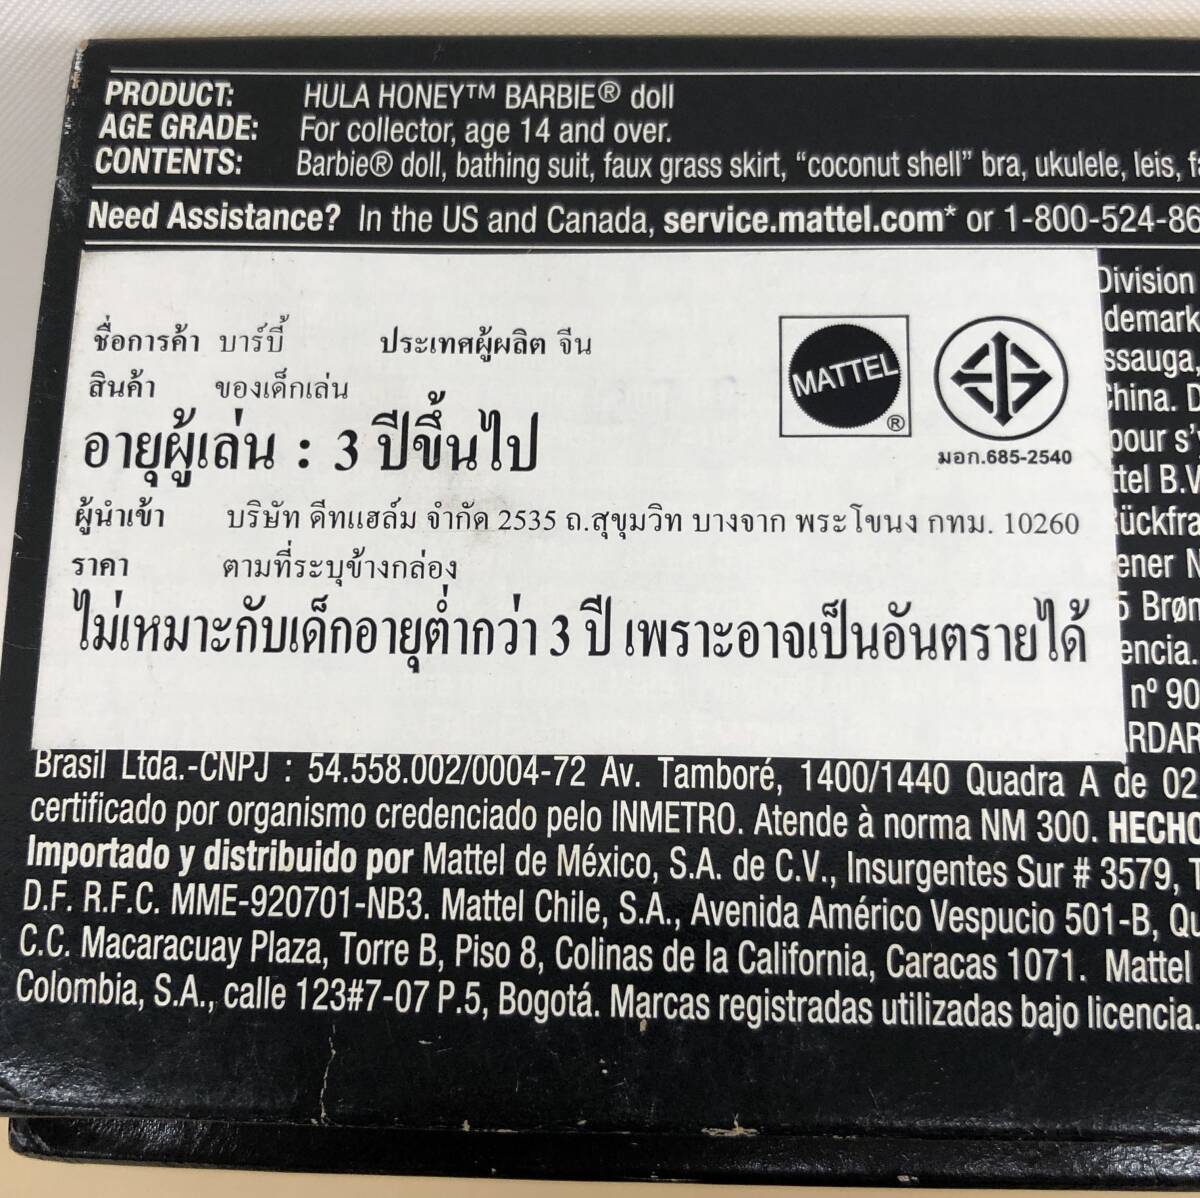 PRODUCT: HULA HONEY™ BARBIE® doll
AGE GRADE: For collector, age 14 and over.
CONTENTS: Barbie® doll, bathing suit, faux grass skirt, “coconut shell” bra, ukulele, leis,
Need Assistance? In the US and Canada, service.mattel.com* or 1-800-524-86
Division
demark
ชื่อการค้า บาร์บี้ ประเทศผู้ผลิต จีน
MATTEL ®
ssauga,
สินค้า ของเด็กเล่น
China. D
อายุผู้เล่น : 3 ปีขึ้นไป
pour s'
มอก.685-2540
ttel B.V
ผู้นำเข้า บริษัท ดีทแฮล์ม จำกัด 2535 ถ.สุขุมวิท บางจาก พระโขนง กทม. 10260
ückfra
ราคา ตามที่ระบุข้างกล่อง
ener N
ไม่เหมาะกับเด็กอายุต่ำกว่า 3 ปี เพราะอาจเป็นอันตรายได้
5 Brøn
encia.
nº 90
RDAR
Brasil Ltda.-CNPJ : 54.558.002/0004-72 Av. Tamboré, 1400/1440 Quadra A de 02
certificado por organismo credenciado pelo INMETRO. Atende à norma NM 300. HECHO
Importado y distribuido por Mattel de México, S.A. de C.V., Insurgentes Sur # 3579, T
D.F. R.F.C. MME-920701-NB3. Mattel Chile, S.A., Avenida Américo Vespucio 501-B, Qu
C.C. Macaracuay Plaza, Torre B, Piso 8, Colinas de la California, Caracas 1071. Mattel
Colombia, S.A., calle 123#7-07 P.5, Bogotá. Marcas registradas utilizadas bajo licencia.